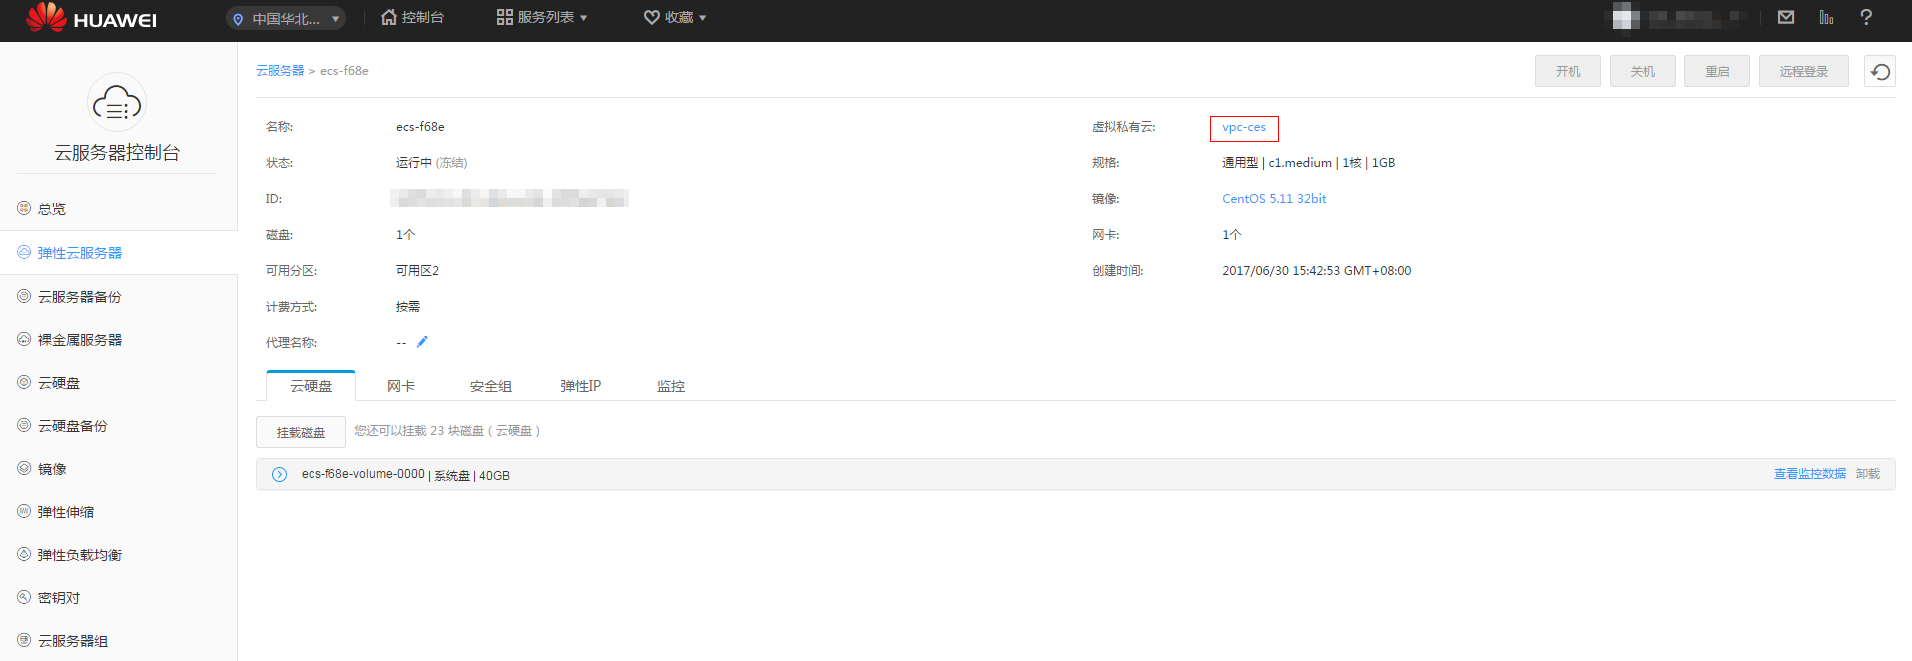 HUAWEI 中国华北... 控制台 服务列表 收藏
云服务器控制台
总览
弹性云服务器
云服务器备份
裸金属服务器
云硬盘
云硬盘备份
镜像
弹性伸缩
弹性负载均衡
密钥对
云服务器组
云服务器 > ecs-f68e 开机 关机 重启 远程登录
名称: ecs-f68e 虚拟私有云: vpc-ces
状态: 运行中 (冻结) 规格: 通用型 | c1.medium | 1核 | 1GB
ID: 镜像: CentOS 5.11 32bit
磁盘: 1个 网卡: 1个
可用分区: 可用区2 创建时间: 2017/06/30 15:42:53 GMT+08:00
计费方式: 按需
代理名称: --
云硬盘 网卡 安全组 弹性IP 监控
挂载磁盘 您还可以挂载 23 块磁盘 ( 云硬盘 )
ecs-f68e-volume-0000 | 系统盘 | 40GB 查看监控数据 卸载